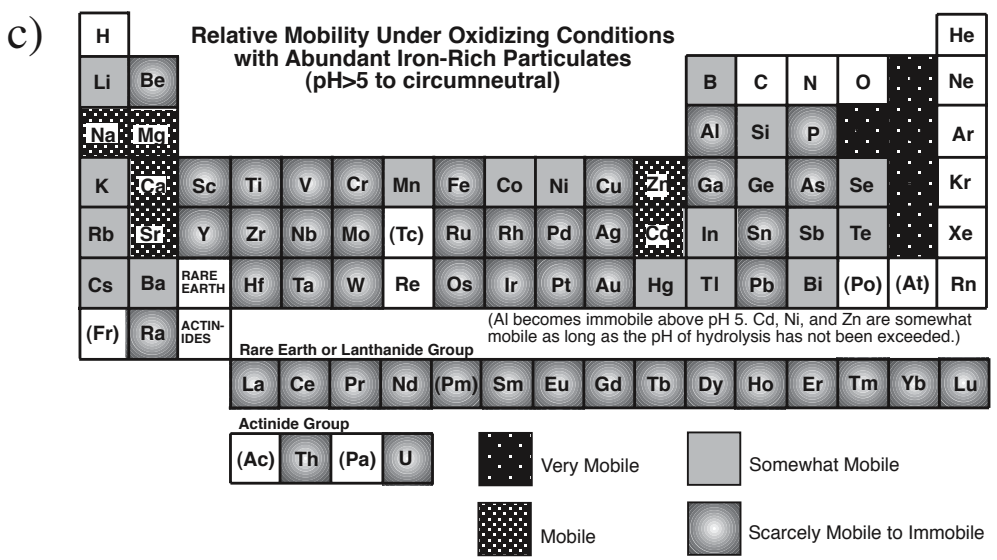 c)
Relative Mobility Under Oxidizing Conditions
with Abundant Iron-Rich Particulates
(pH>5 to circumneutral)
H He
Li Be B C N O Ne
Na Mg Al Si P Ar
K Ca Sc Ti V Cr Mn Fe Co Ni Cu Zn Ga Ge As Se Kr
Rb Sr Y Zr Nb Mo (Tc) Ru Rh Pd Ag Cd In Sn Sb Te Xe
Cs Ba RARE EARTH Hf Ta W Re Os Ir Pt Au Hg Tl Pb Bi (Po) (At) Rn
(Fr) Ra ACTIN-IDES
(Al becomes immobile above pH 5. Cd, Ni, and Zn are somewhat
mobile as long as the pH of hydrolysis has not been exceeded.)
Rare Earth or Lanthanide Group
La Ce Pr Nd (Pm) Sm Eu Gd Tb Dy Ho Er Tm Yb Lu
Actinide Group
(Ac) Th (Pa) U
Very Mobile
Somewhat Mobile
Mobile
Scarcely Mobile to Immobile